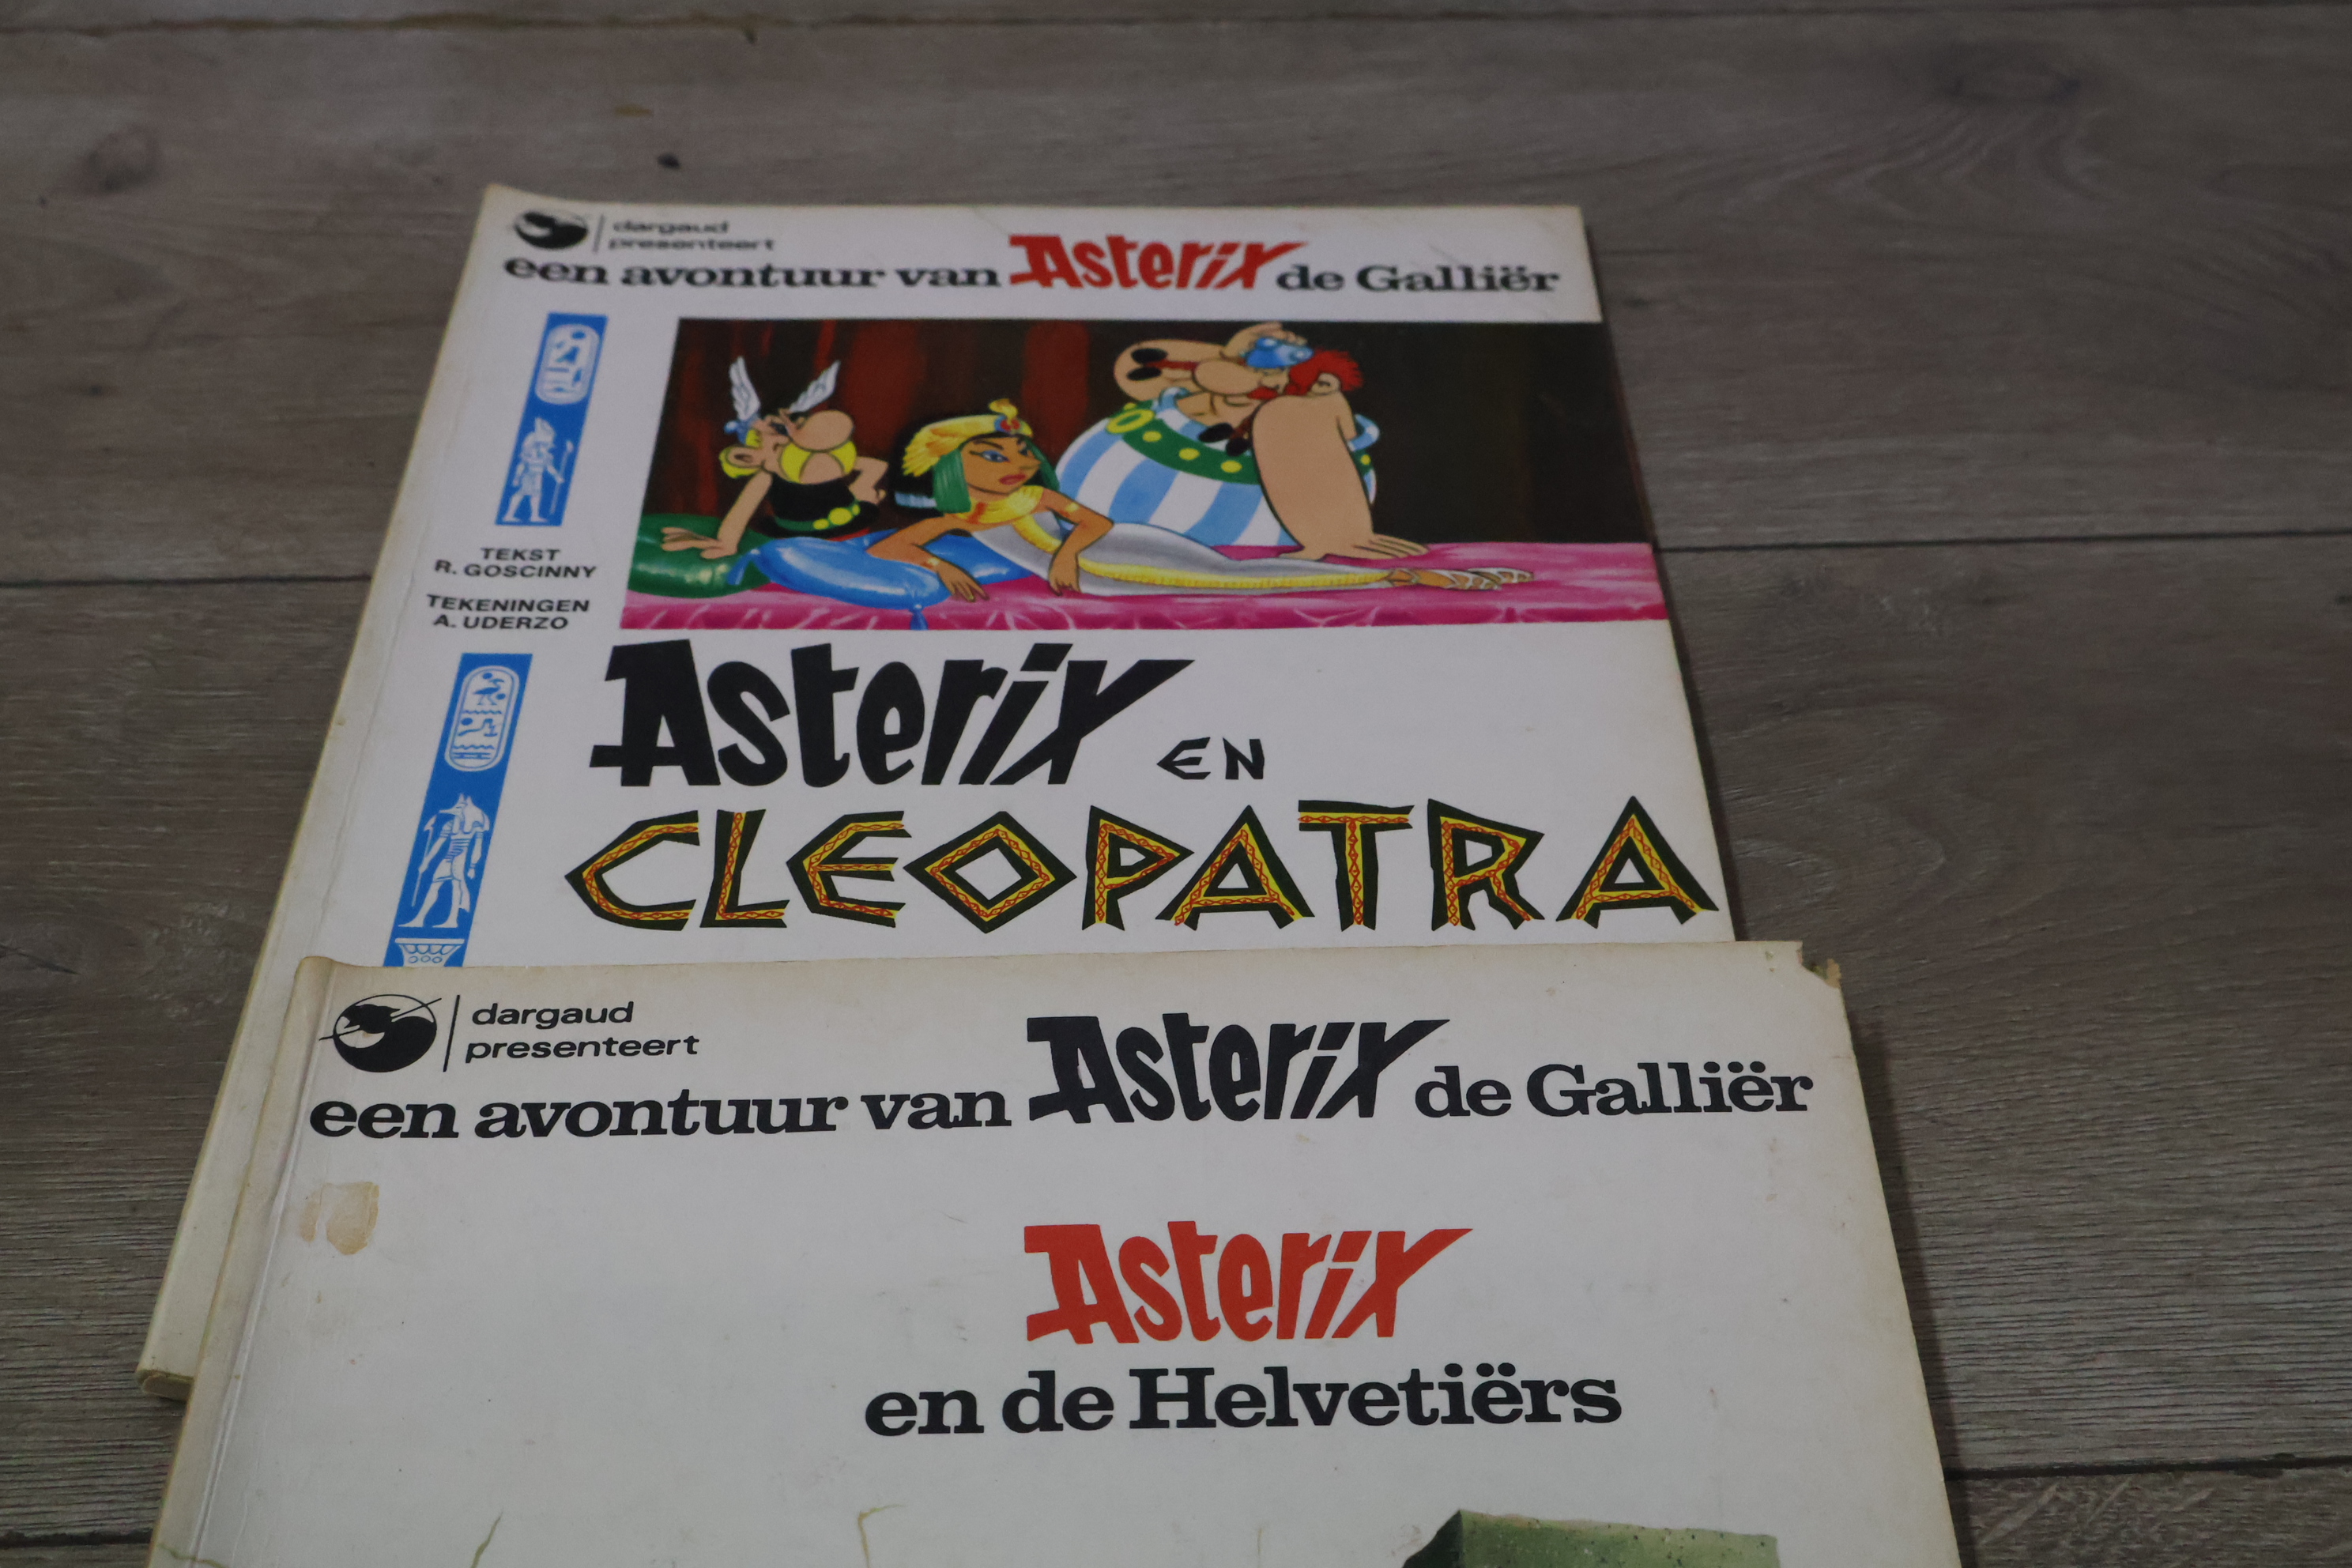 dargaud
presenteert
een avontuur van Asterix de Galliër
TEKST
R. GOSCINNY
TEKENINGEN
A. UDERZO
Asterix EN
CLEOPATRA
dargaud
presenteert
een avontuur van Asterix de Galliër
Asterix
en de Helvetiërs